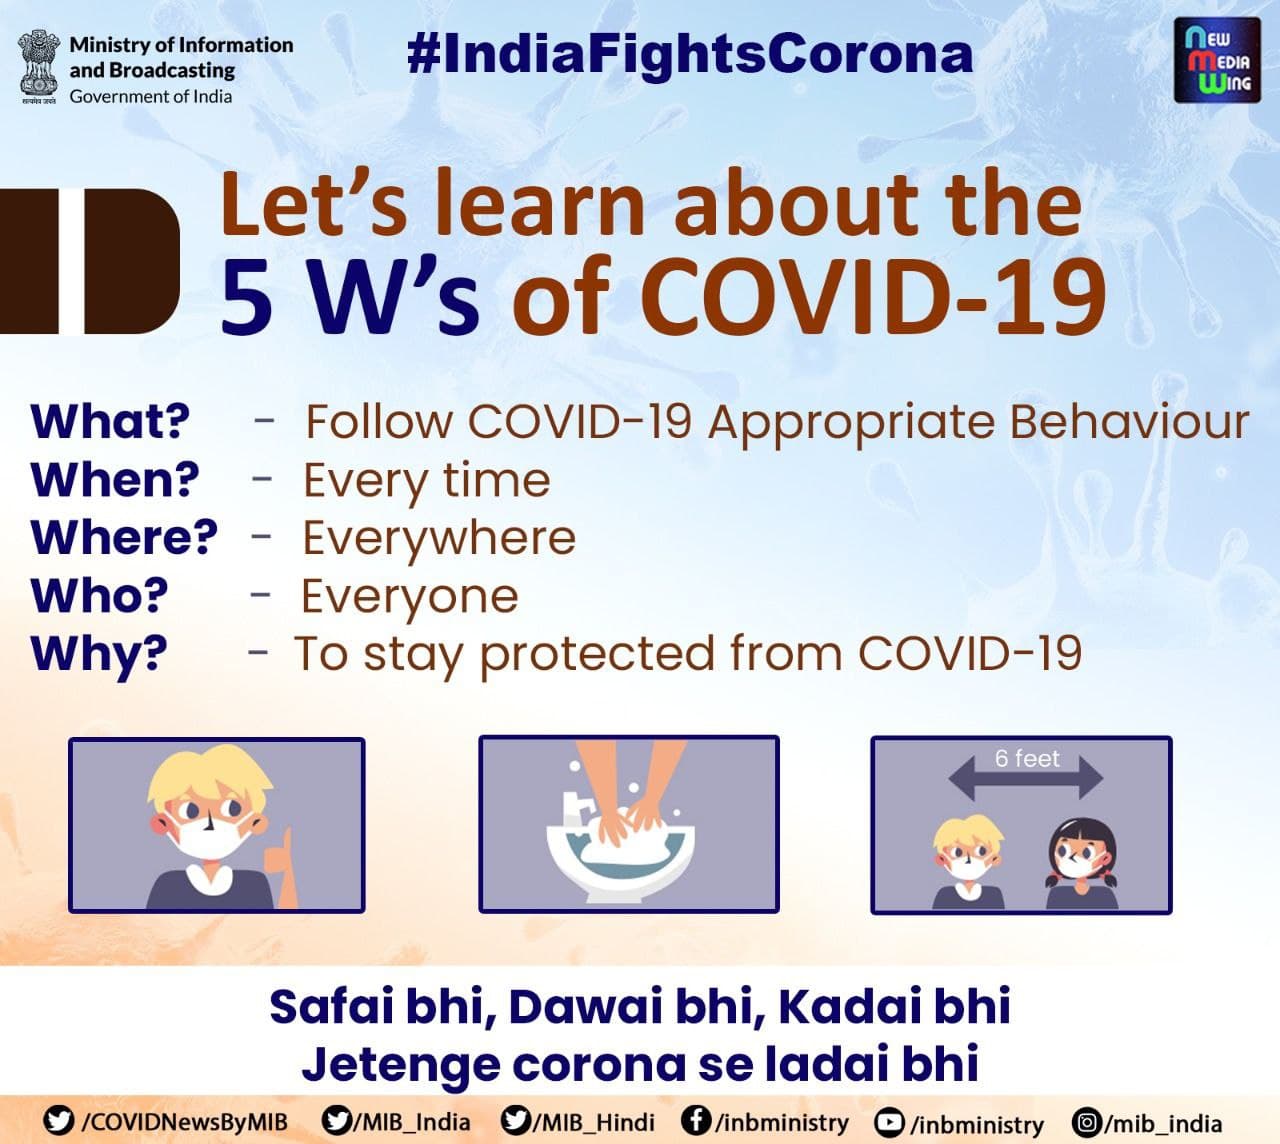 Ministry of Information
and Broadcasting
Government of India
सत्यमेव जयते
#IndiaFightsCorona
New
Media
Wing
Let's learn about the
5 W's of COVID-19
What? - Follow COVID-19 Appropriate Behaviour
When? - Every time
Where? - Everywhere
Who? - Everyone
Why? - To stay protected from COVID-19
6 feet
Safai bhi, Dawai bhi, Kadai bhi
Jetenge corona se ladai bhi
/COVIDNewsByMIB /MIB_India /MIB_Hindi /inbministry /inbministry /mib_india